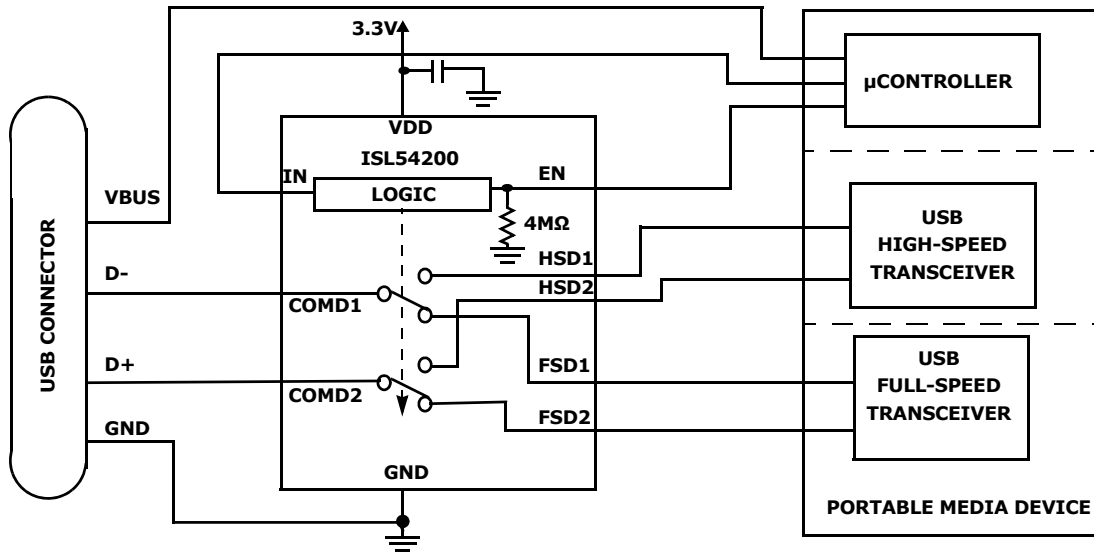 3.3V
µCONTROLLER
VDD
ISL54200
IN
EN
LOGIC
4MΩ
VBUS
USB
HIGH-SPEED
TRANSCEIVER
HSD1
HSD2
D-
COMD1
USB CONNECTOR
D+
COMD2
FSD1
FSD2
USB
FULL-SPEED
TRANSCEIVER
GND
GND
PORTABLE MEDIA DEVICE